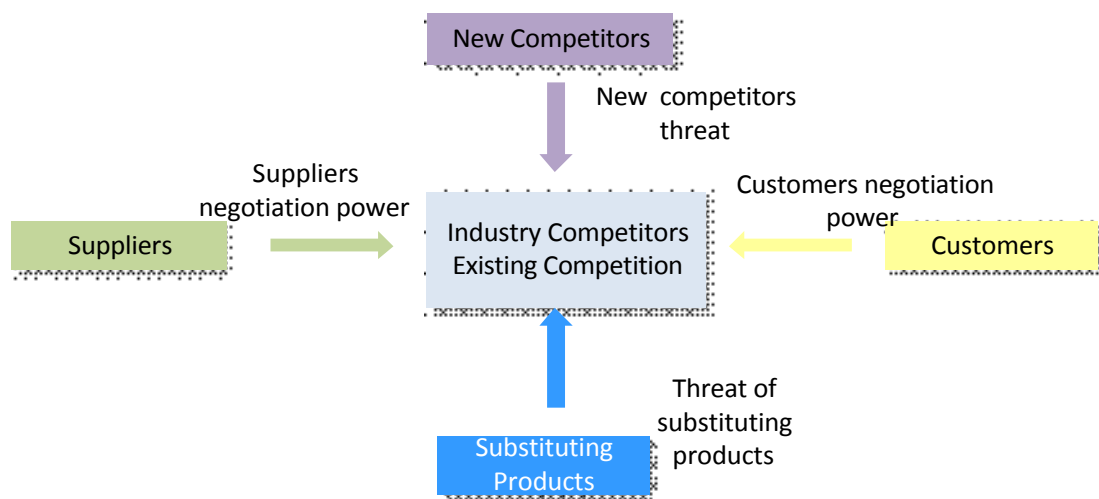 New Competitors
New competitors
threat
Suppliers
negotiation power
Customers negotiation
power
Suppliers
Industry Competitors
Existing Competition
Customers
Threat of
substituting
products
Substituting
Products